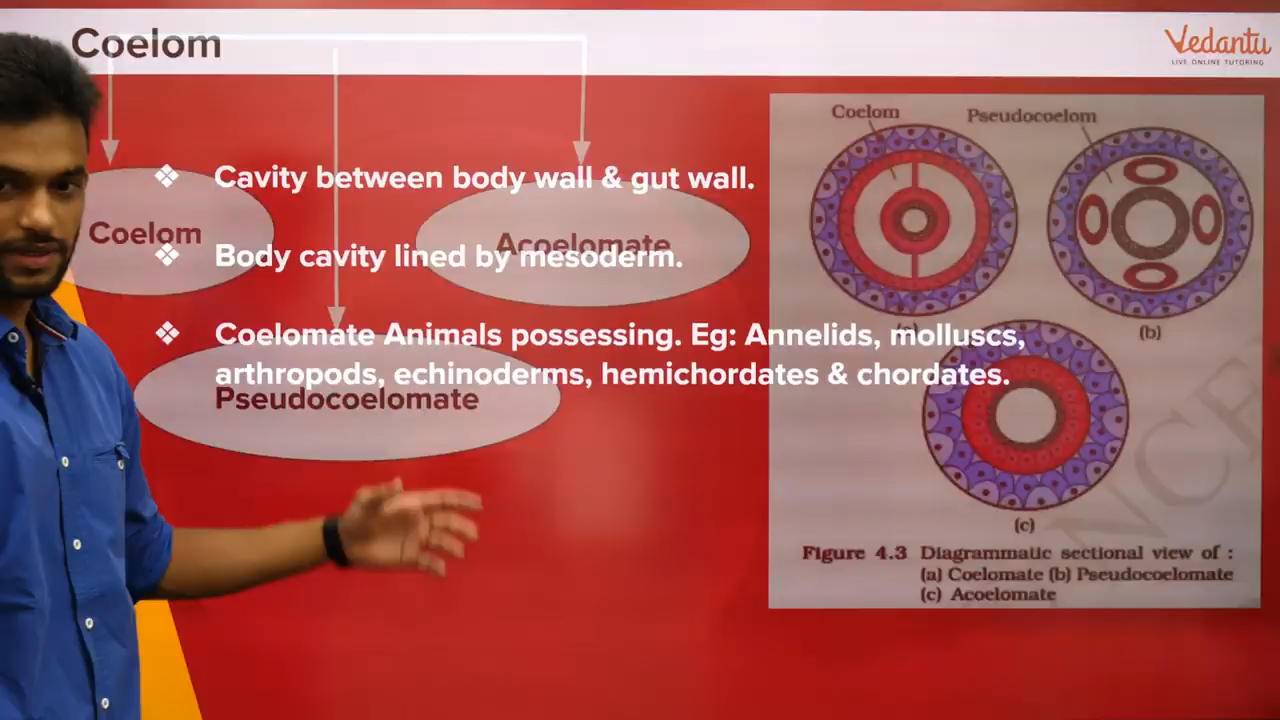 Coelom
Vedantu
LIVE ONLINE TUTORING
Coelom
Acoelomate
Pseudocoelomate
❖ Cavity between body wall & gut wall.
❖ Body cavity lined by mesoderm.
❖ Coelomate Animals possessing. Eg: Annelids, molluscs,
arthropods, echinoderms, hemichordates & chordates.
Coelom
Pseudocoelom
(a)
(b)
(c)
Figure 4.3 Diagrammatic sectional view of :
(a) Coelomate (b) Pseudocoelomate
(c) Acoelomate